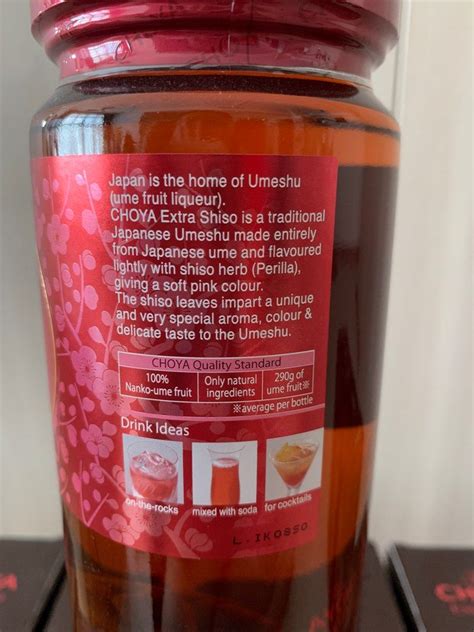 Japan is the home of Umeshu
(ume fruit liqueur).
CHOYA Extra Shiso is a traditional
Japanese Umeshu made entirely
from Japanese ume and flavoured
lightly with shiso herb (Perilla),
giving a soft pink colour.
The shiso leaves impart a unique
and very special aroma, colour &
delicate taste to the Umeshu.
CHOYA Quality Standard
100%
Nanko-ume fruit
Only natural
ingredients
290g of
ume fruit※
※average per bottle
Drink Ideas
on-the-rocks
mixed with soda
for cocktails